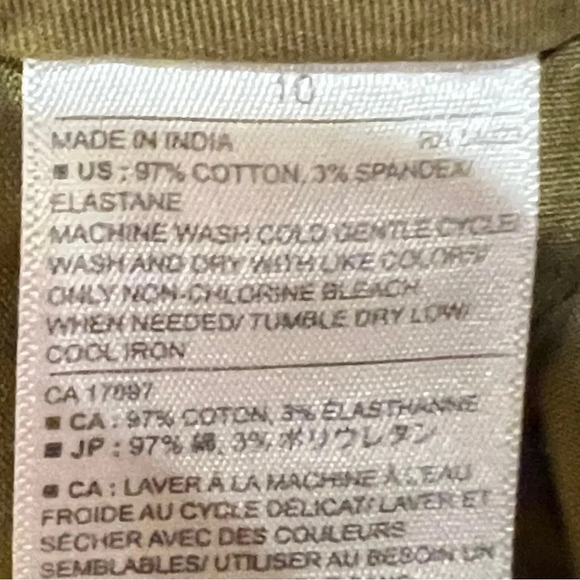 10
MADE IN INDIA
US : 97% COTTON, 3% SPANDEX/
ELASTANE
MACHINE WASH COLD GENTLE CYCLE/
WASH AND DRY WITH LIKE COLORS/
ONLY NON-CHLORINE BLEACH
WHEN NEEDED/ TUMBLE DRY LOW/
COOL IRON
CA 17897
CA : 97% COTON, 3% ÉLASTHANNE
JP : 97% 綿, 3% ポリウレタン
CA : LAVER À LA MACHINE À L'EAU
FROIDE AU CYCLE DÉLICAT/ LAVER ET
SÉCHER AVEC DES COULEURS
SEMBLABLES/ UTILISER AU BESOIN UN